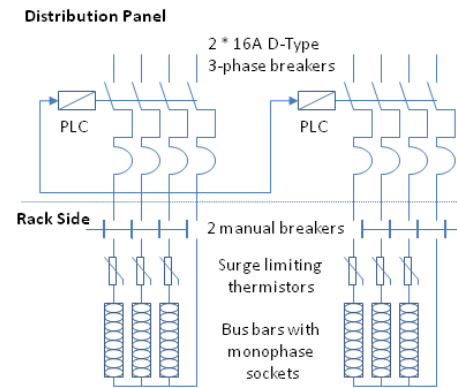 Distribution Panel
2 * 16A D-Type
3-phase breakers
PLC
PLC
Rack Side
2 manual breakers
Surge limiting
thermistors
Bus bars with
monophase
sockets